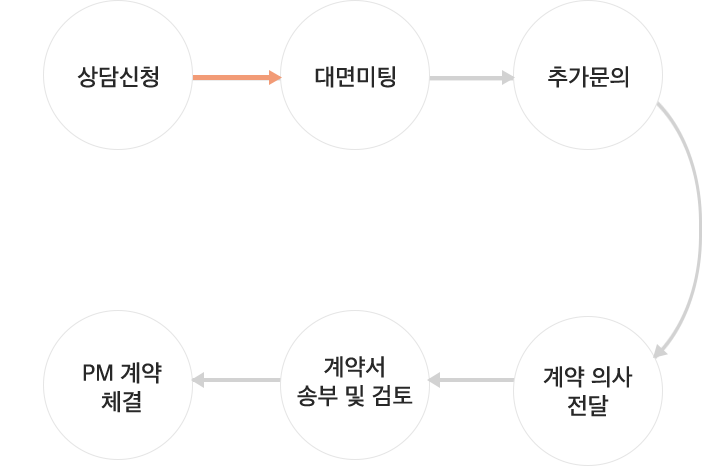 상담신청
대면미팅
추가문의
계약 의사
전달
계약서
송부 및 검토
PM 계약
체결